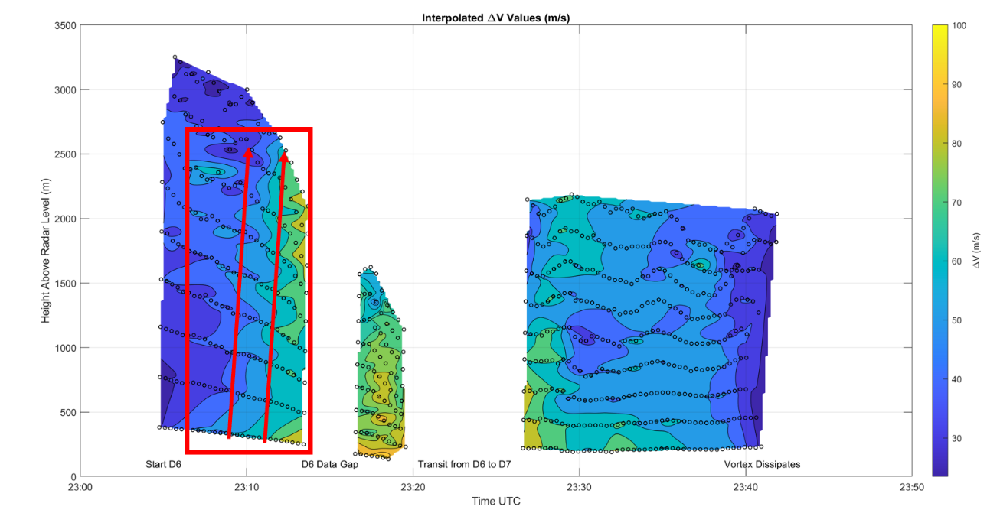 Interpolated ΔV Values (m/s)
3500
3000
2500
2000
1500
1000
500
0
Height Above Radar Level (m)
Start D6
D6 Data Gap
Transit from D6 to D7
Vortex Dissipates
23:00
23:10
23:20
23:30
23:40
23:50
Time UTC
100
90
80
70
60
50
40
30
ΔV (m/s)